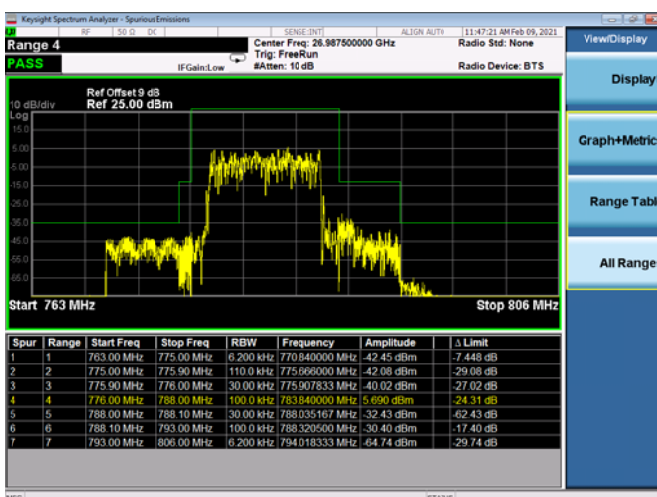 Keysight Spectrum Analyzer - Spurious Emissions
RF 50 Ω DC SENSE:INT ALIGN AUTO 11:47:21 AM Feb 09, 2021
Range 4 Center Freq: 26.987500000 GHz Radio Std: None
Trig: FreeRun
PASS IFGain:Low #Atten: 10 dB Radio Device: BTS
Ref Offset 9 dB
10 dB/div Ref 25.00 dBm
Log
15.0
5.00
-5.00
-15.0
-25.0
-35.0
-45.0
-55.0
-65.0
Start 763 MHz Stop 806 MHz
Spur Range Start Freq Stop Freq RBW Frequency Amplitude Δ Limit
1 1 763.00 MHz 775.00 MHz 6.200 kHz 770.840000 MHz -42.45 dBm -7.448 dB
2 2 775.00 MHz 775.90 MHz 110.0 kHz 775.666000 MHz -42.08 dBm -29.08 dB
3 3 775.90 MHz 776.00 MHz 30.00 kHz 775.907833 MHz -40.02 dBm -27.02 dB
4 4 776.00 MHz 788.00 MHz 100.0 kHz 783.840000 MHz 5.690 dBm -24.31 dB
5 5 788.00 MHz 788.10 MHz 30.00 kHz 788.035167 MHz -32.43 dBm -62.43 dB
6 6 788.10 MHz 793.00 MHz 100.0 kHz 788.320500 MHz -30.40 dBm -17.40 dB
7 7 793.00 MHz 806.00 MHz 6.200 kHz 794.018333 MHz -64.74 dBm -29.74 dB
View/Display
Display
Graph+Metric
Range Tabl
All Range